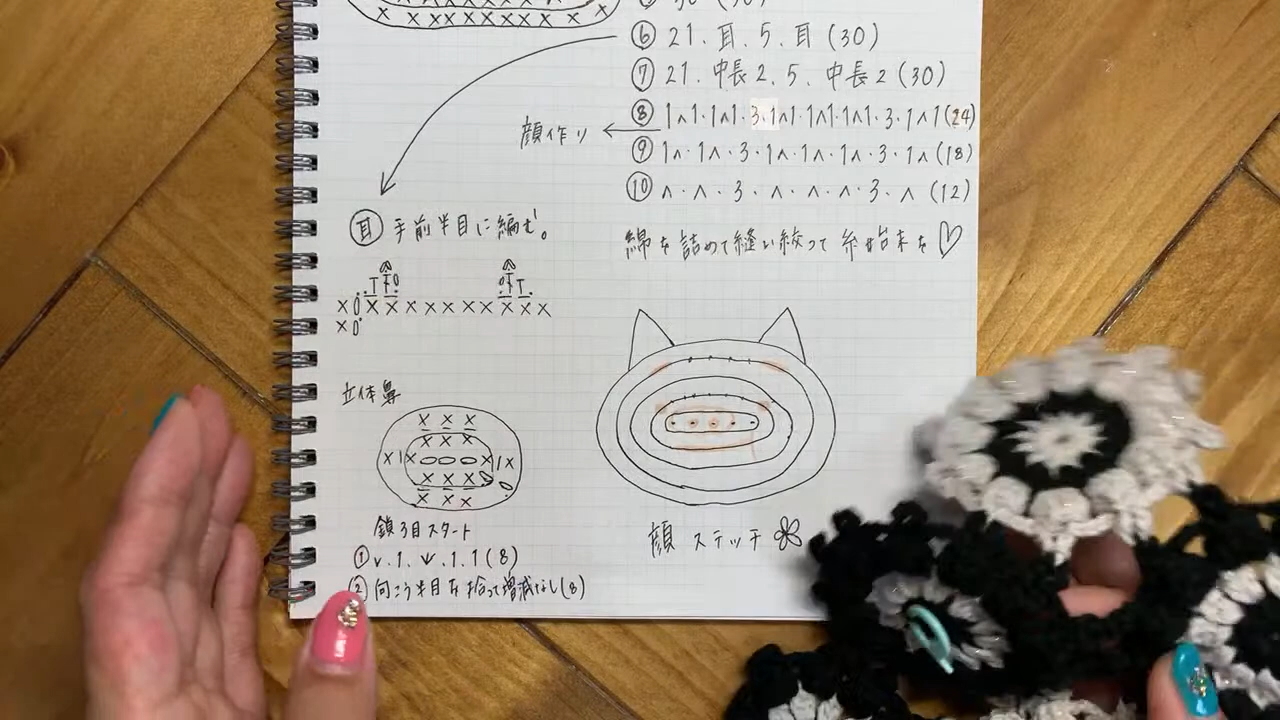 ⑥ 21、耳、5、耳 (30)
⑦ 21、中長2、5、中長2 (30)
⑧ 1∧1・1∧1・3・1∧1・1∧1・1∧1・3・1∧1 (24)
顔作り
⑨ 1∧・1∧・3・1∧・1∧・1∧・3・1∧ (18)
⑩ ∧・∧・3・∧・∧・∧・3・∧ (12)
耳 手前半目に編む。
綿を詰めて縫い絞って糸始末を♡
立体鼻
鎖3目スタート
顔ステッチ
① v.1.
.1.1 (8)
② 向こう半目を拾って増減なし(8)